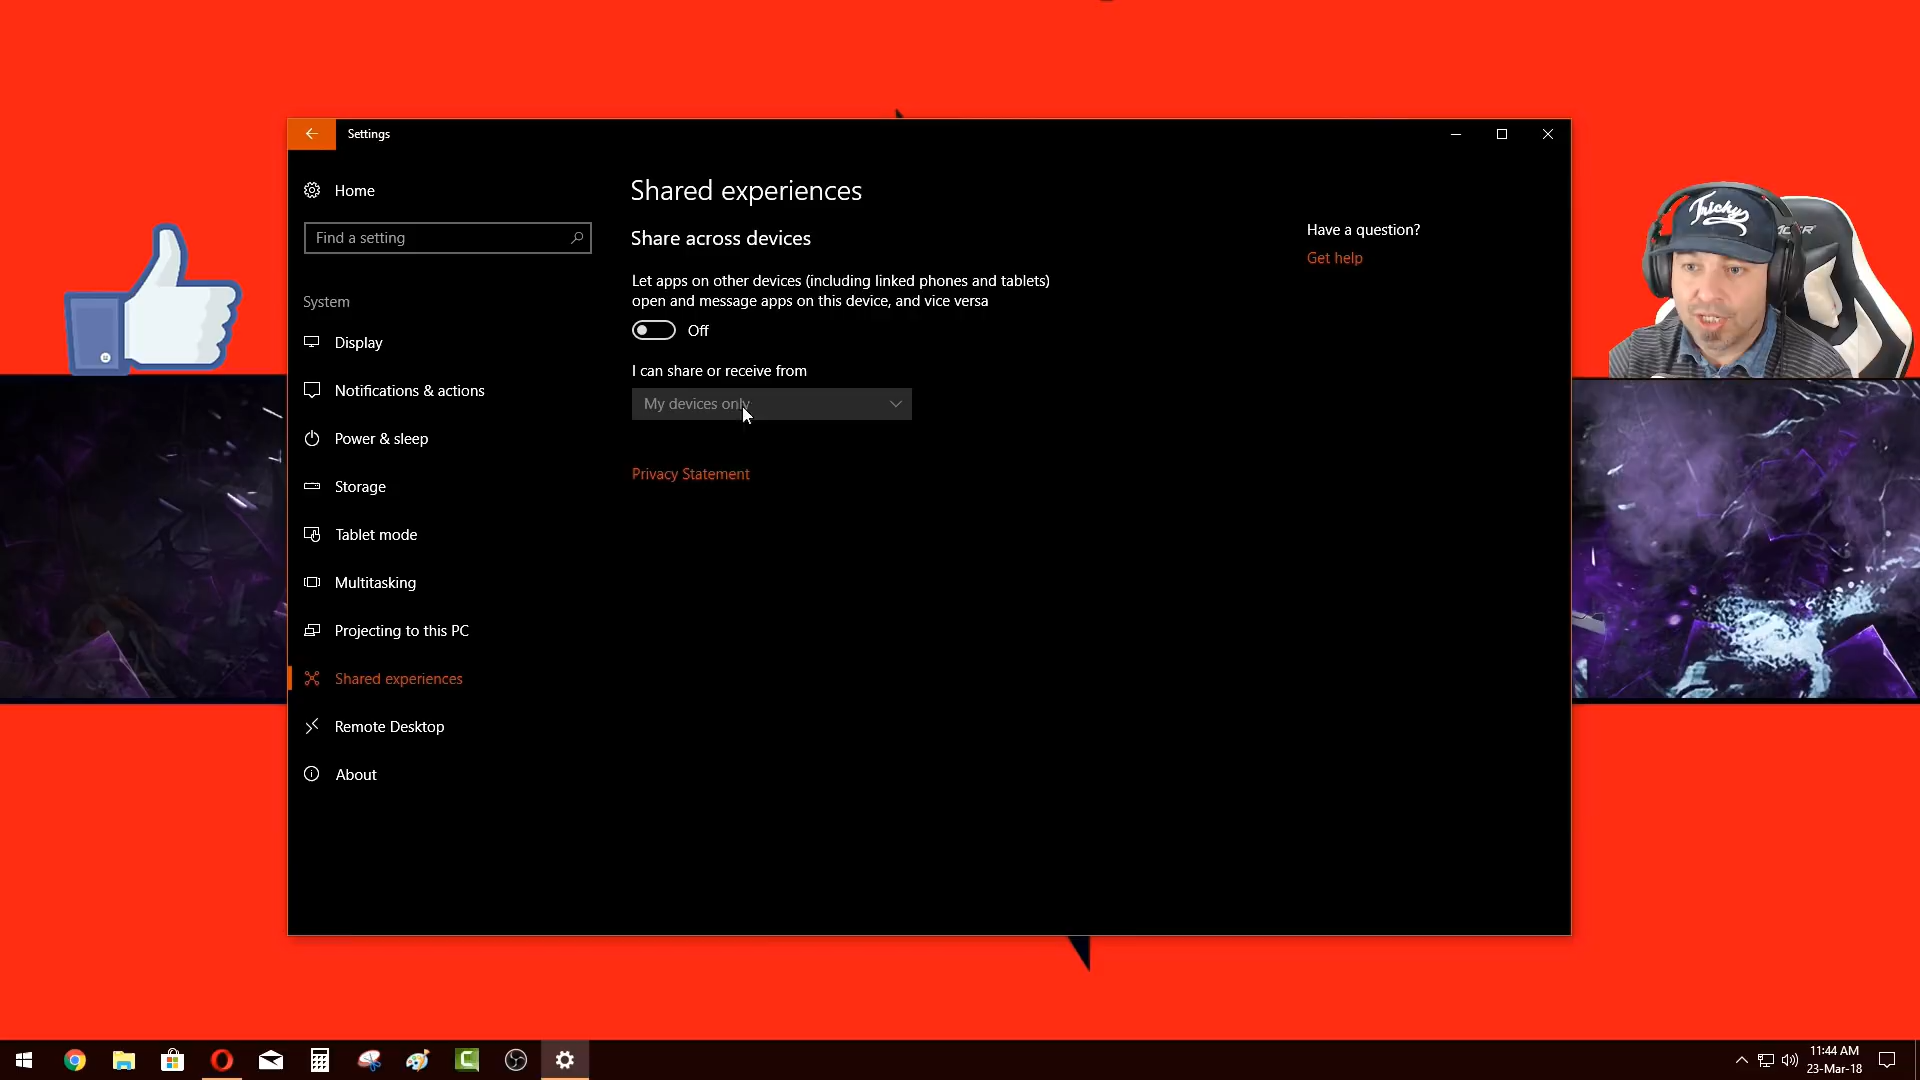 Settings
Home
Find a setting
System
Display
Notifications & actions
Power & sleep
Storage
Tablet mode
Multitasking
Projecting to this PC
Shared experiences
Remote Desktop
About
Shared experiences
Share across devices
Let apps on other devices (including linked phones and tablets)
open and message apps on this device, and vice versa
Off
I can share or receive from
My devices only
Privacy Statement
Have a question?
Get help
Tricky
11:44 AM
23-Mar-18